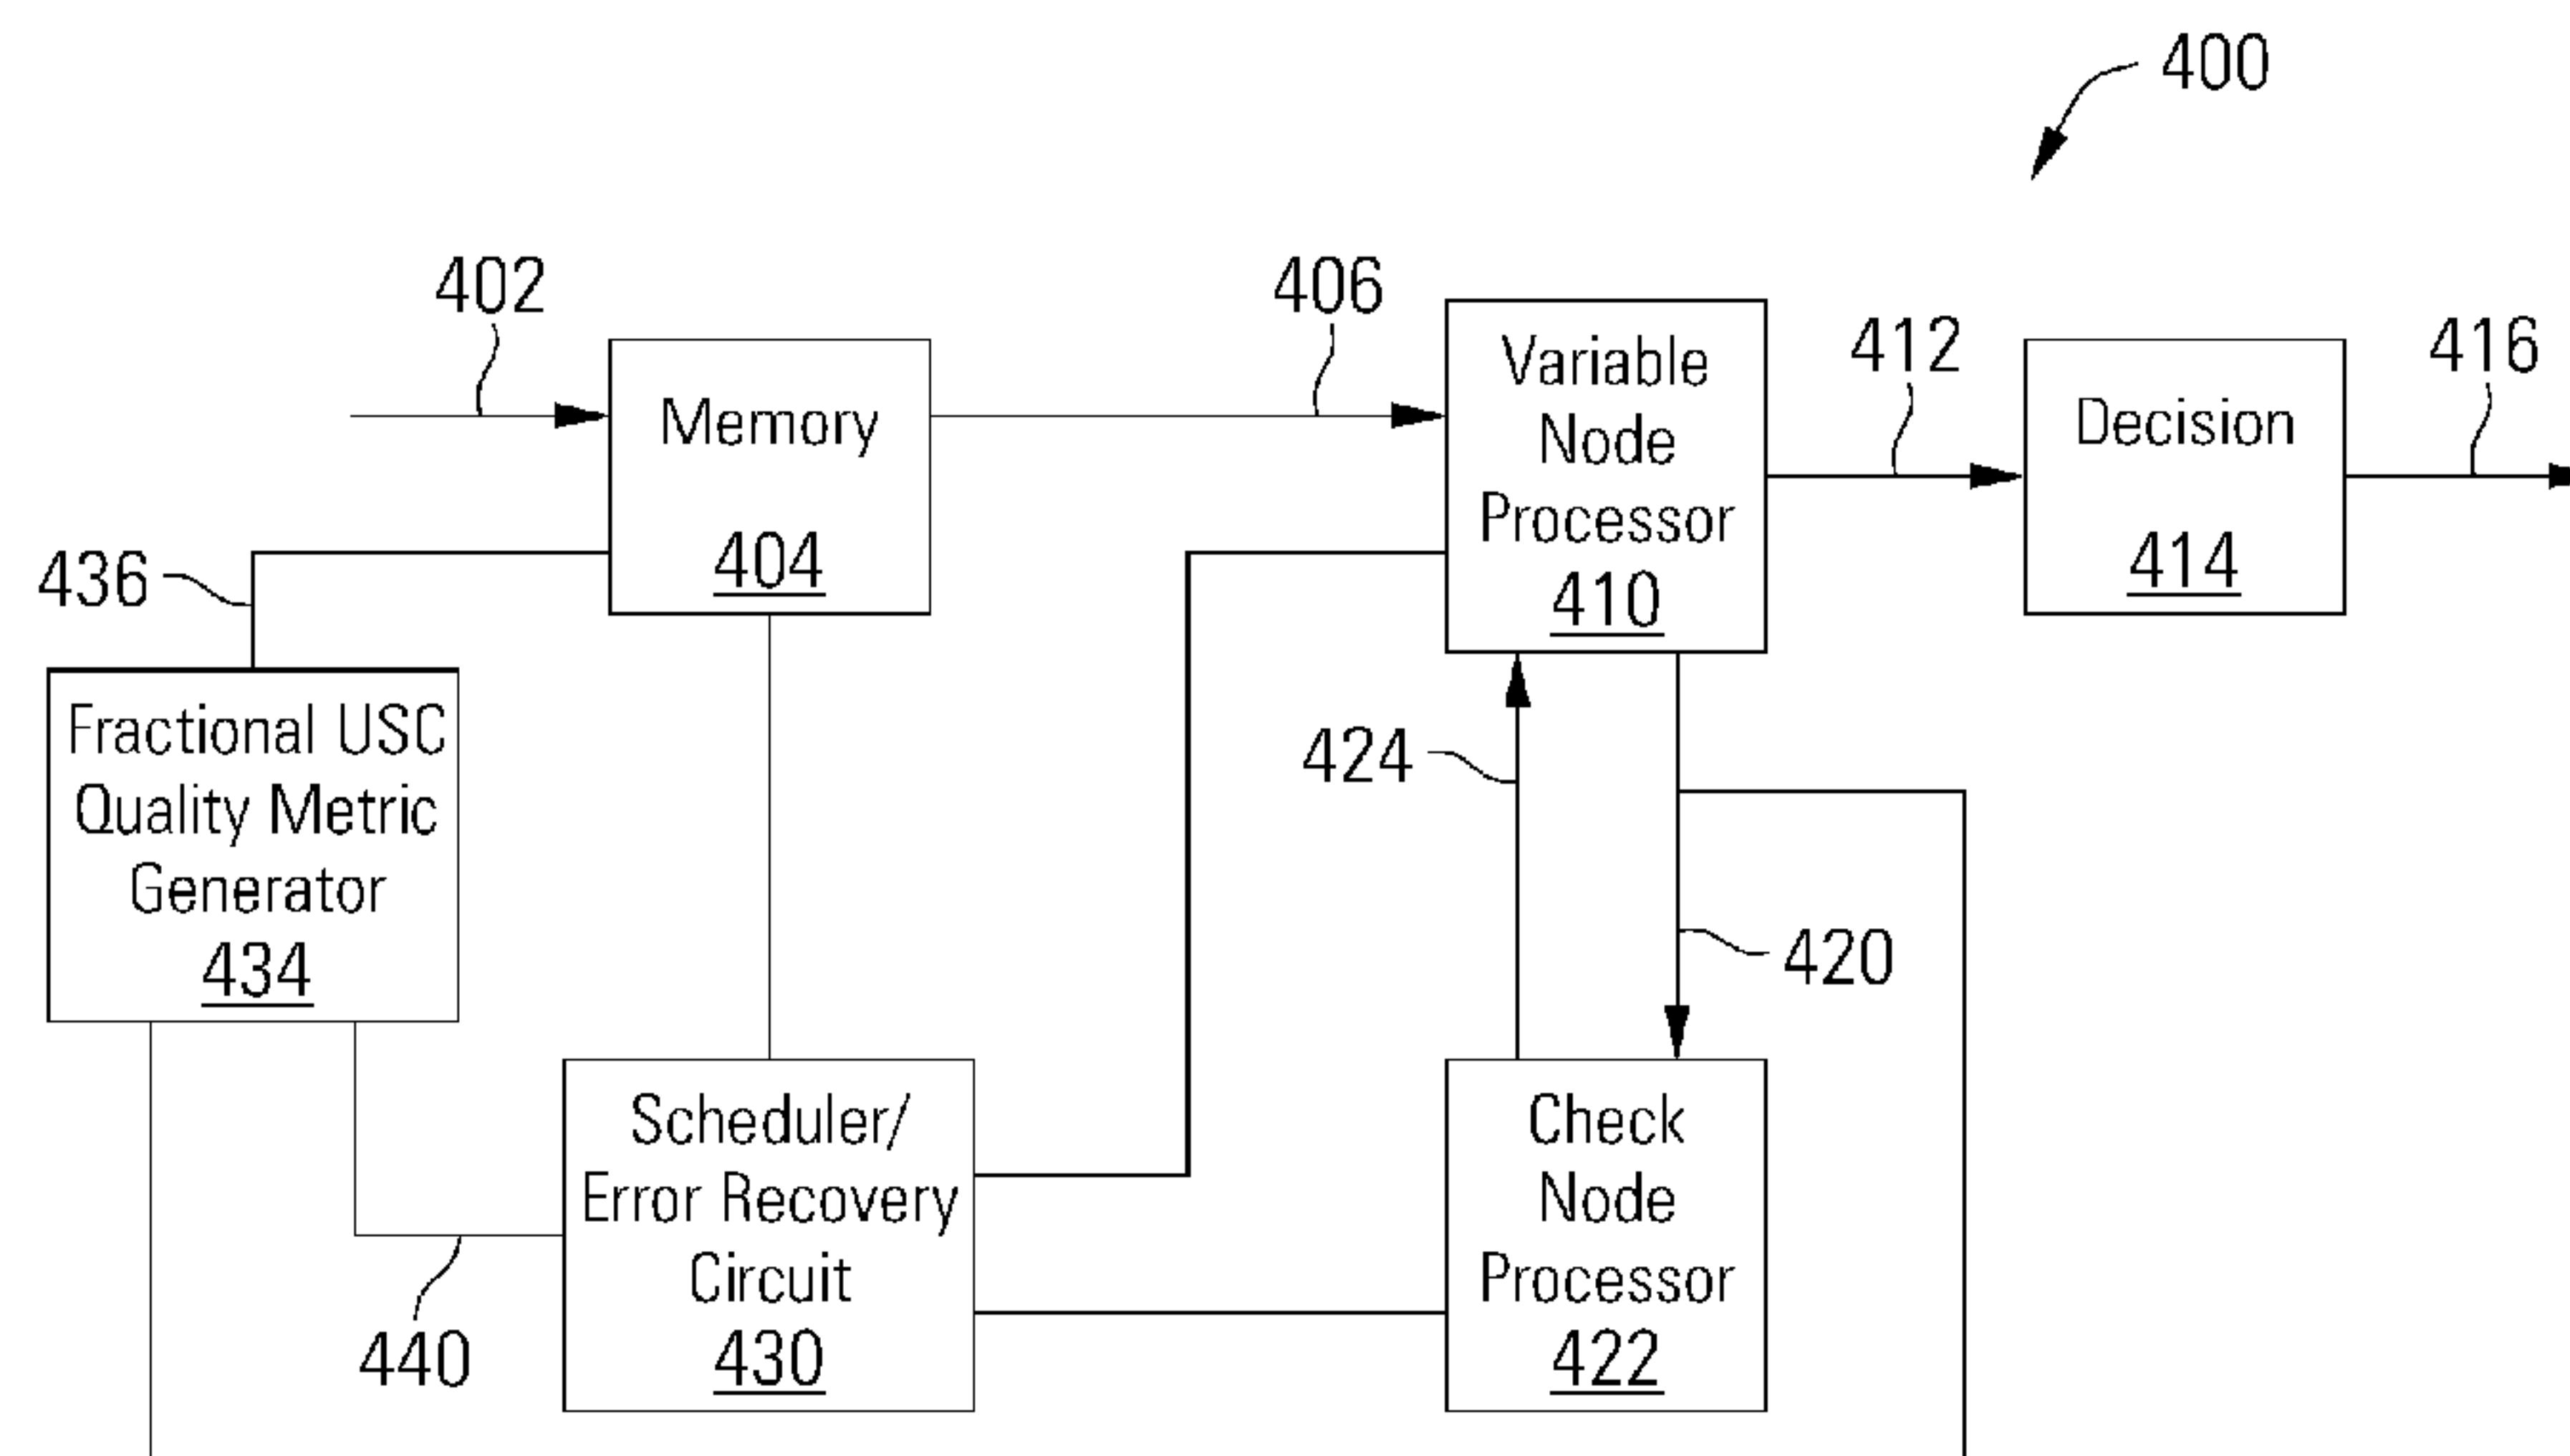 400
402
406
412
416
Memory
404
Variable
Node
Processor
410
Decision
414
436
Fractional USC
Quality Metric
Generator
434
424
420
440
Scheduler/
Error Recovery
Circuit
430
Check
Node
Processor
422